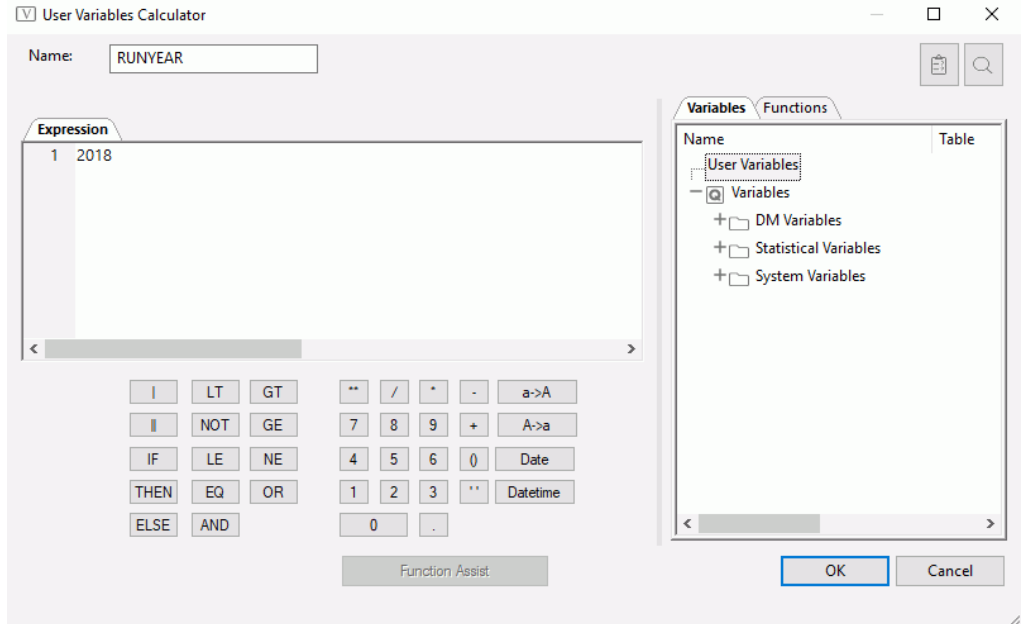 User Variables Calculator
Name: RUNYEAR
Variables Functions
Expression
1 2018
Name Table
User Variables
Variables
DM Variables
Statistical Variables
System Variables
| LT GT ** / * - a->A
|| NOT GE 7 8 9 + A->a
IF LE NE 4 5 6 () Date
THEN EQ OR 1 2 3 ' ' Datetime
ELSE AND 0 .
Function Assist
OK Cancel